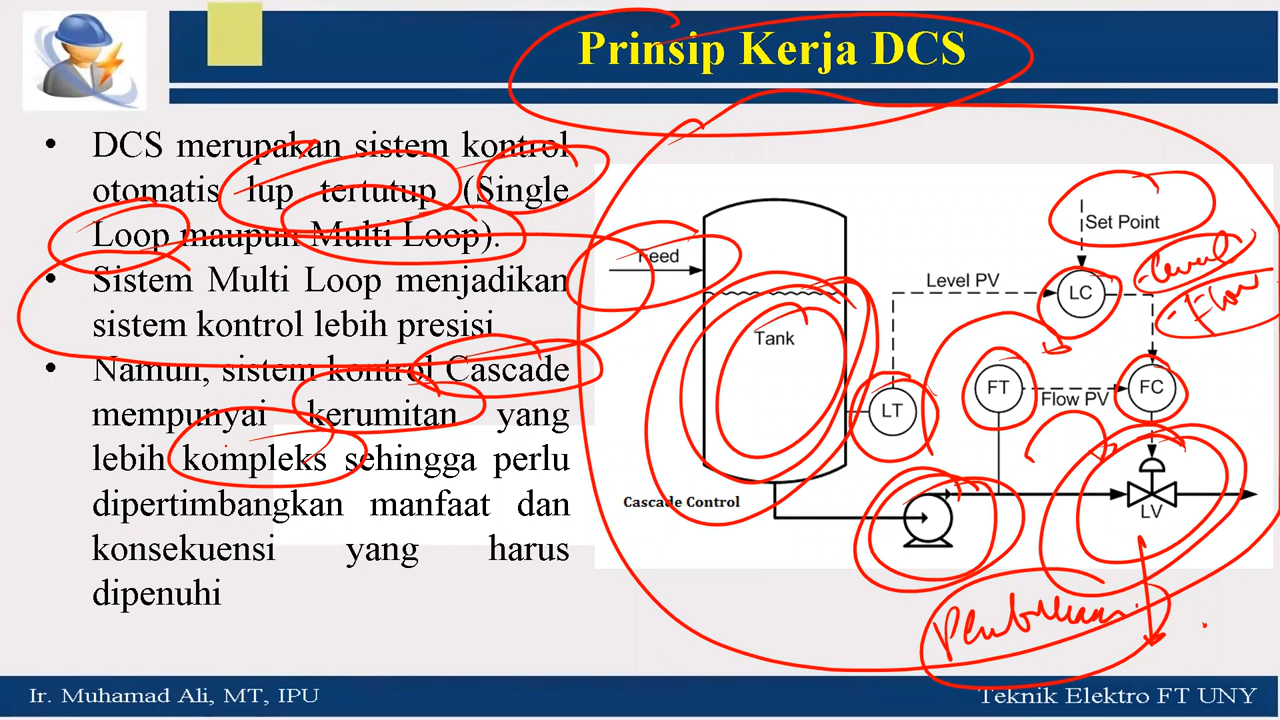 Prinsip Kerja DCS
• DCS merupakan sistem kontrol
otomatis lup tertutup (Single
Loop maupun Multi Loop).
• Sistem Multi Loop menjadikan
sistem kontrol lebih presisi
• Namun, sistem kontrol Cascade
mempunyai kerumitan yang
lebih kompleks sehingga perlu
dipertimbangkan manfaat dan
konsekuensi yang harus
dipenuhi
Feed
Tank
Cascade Control
Set Point
- Level
- Flow
Level PV
LC
LT
FT
Flow PV
FC
LV
Pembukaan
Ir. Muhamad Ali, MT, IPU
Teknik Elektro FT UNY